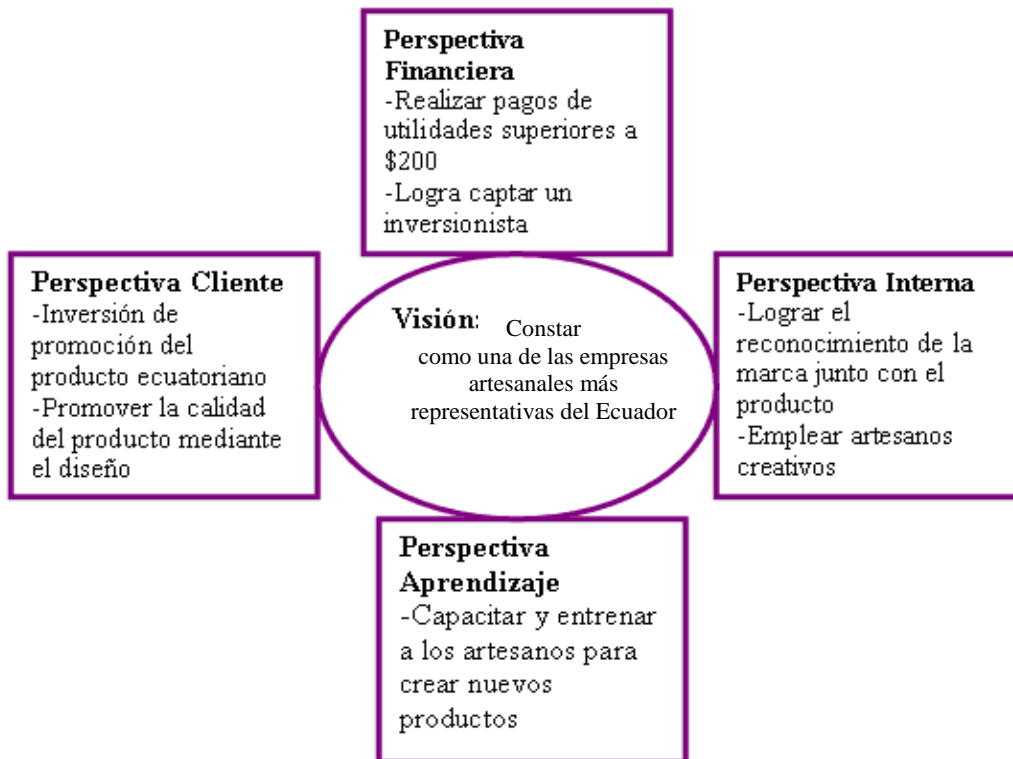 Perspectiva
Financiera
-Realizar pagos de
utilidades superiores a
$200
-Logra captar un
inversionista
Perspectiva Cliente
-Inversión de
promoción del
producto ecuatoriano
-Promover la calidad
del producto mediante
el diseño
Visión: Constar
como una de las empresas
artesanales más
representativas del Ecuador
Perspectiva Interna
-Lograr el
reconocimiento de la
marca junto con el
producto
-Emplear artesanos
creativos
Perspectiva
Aprendizaje
-Capacitar y entrenar
a los artesanos para
crear nuevos
productos